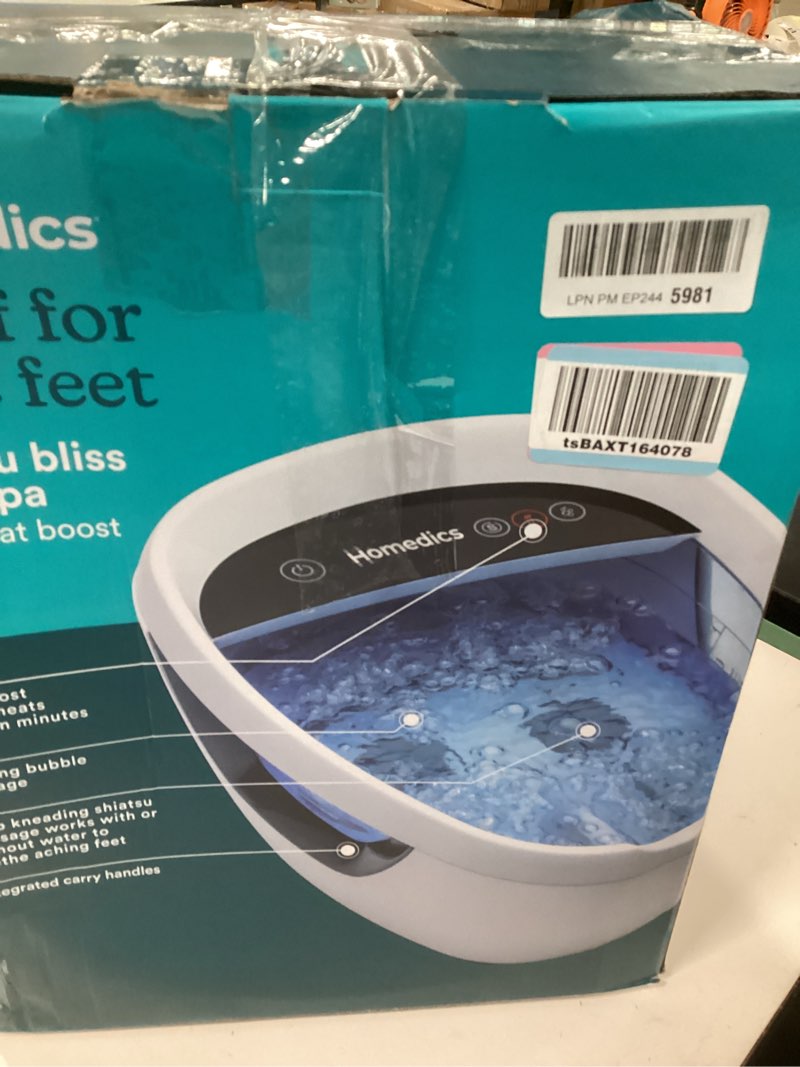 dics
f for
feet
u bliss
pa
at boost
LPN PM EP244 5981
tsBAXT164078
Homedics
ost
heats
n minutes
ng bubble
age
kneading shiatsu
sage works with or
hout water to
the aching feet
egrated carry handles